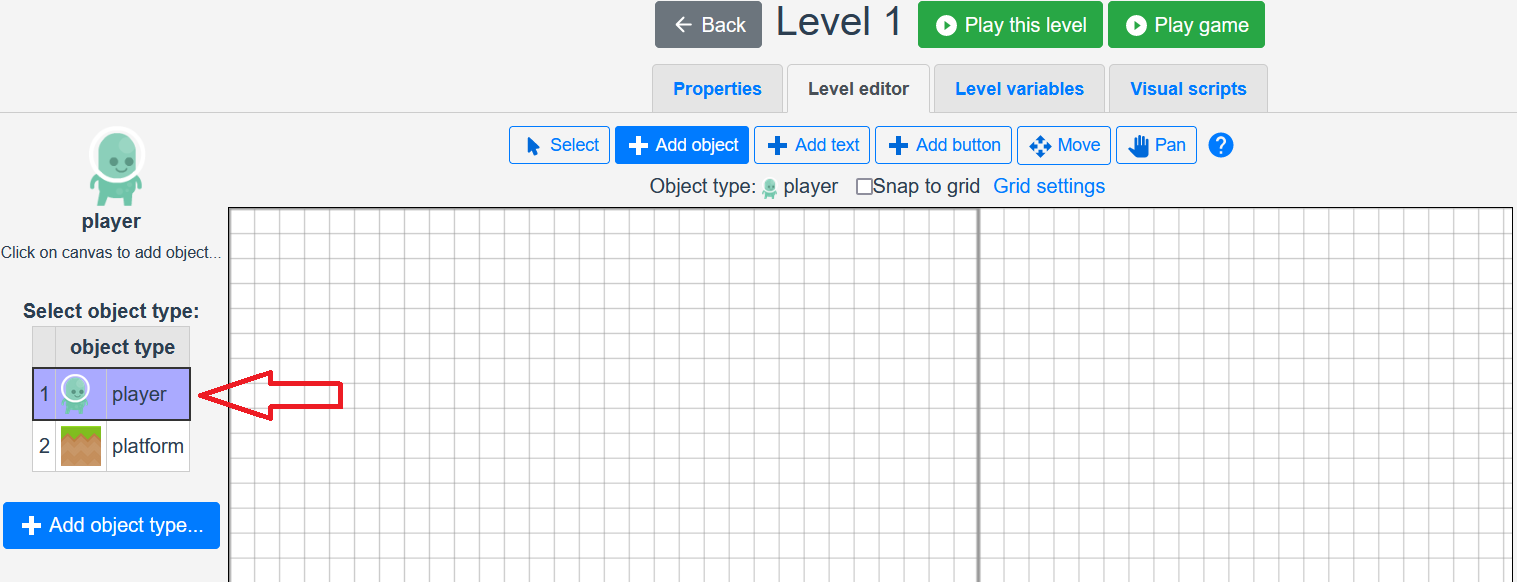 Back
Level 1
Play this level
Play game
Properties
Level editor
Level variables
Visual scripts
Select
Add object
Add text
Add button
Move
Pan
?
Object type: player
Snap to grid
Grid settings
player
Click on canvas to add object...
Select object type:
object type
1 player
2 platform
Add object type...